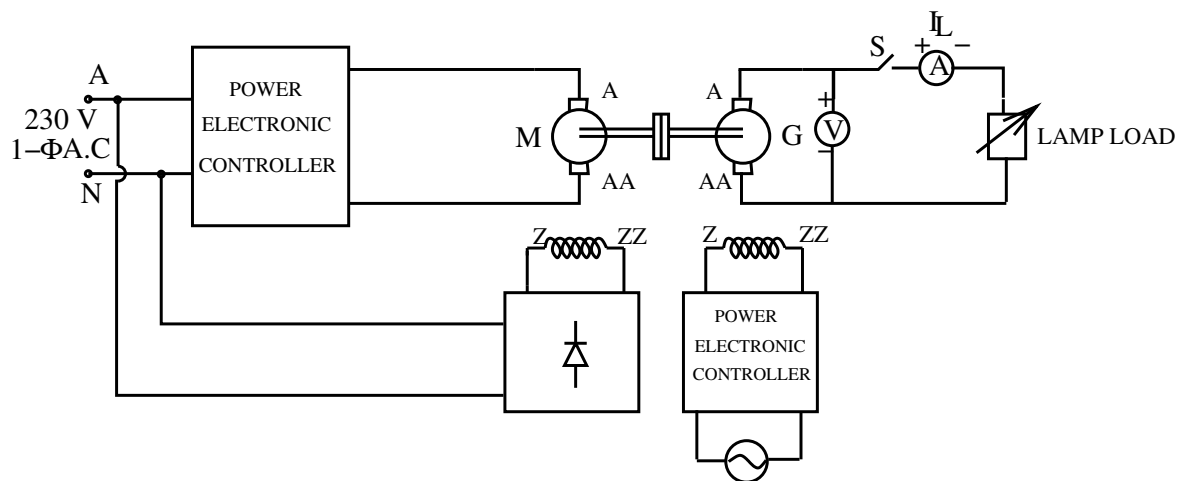 A
230 V
1–ΦA.C
N
POWER
ELECTRONIC
CONTROLLER
M
A
AA
A
AA
G
+
V
–
S
IL
+ –
A
LAMP LOAD
Z ZZ
Z ZZ
POWER
ELECTRONIC
CONTROLLER